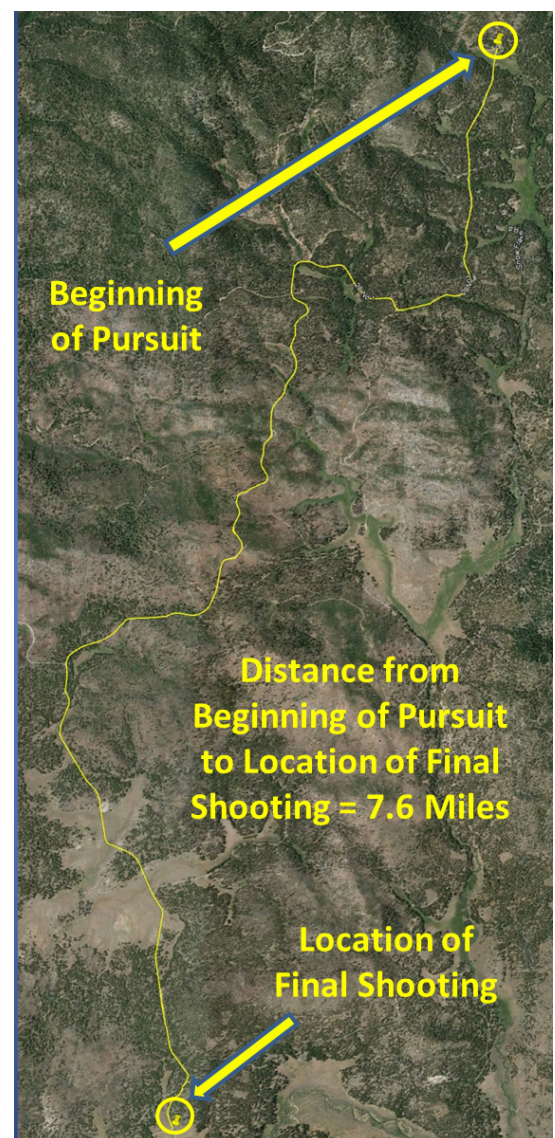 Beginning
of Pursuit
Distance from
Beginning of Pursuit
to Location of Final
Shooting = 7.6 Miles
Location of
Final Shooting